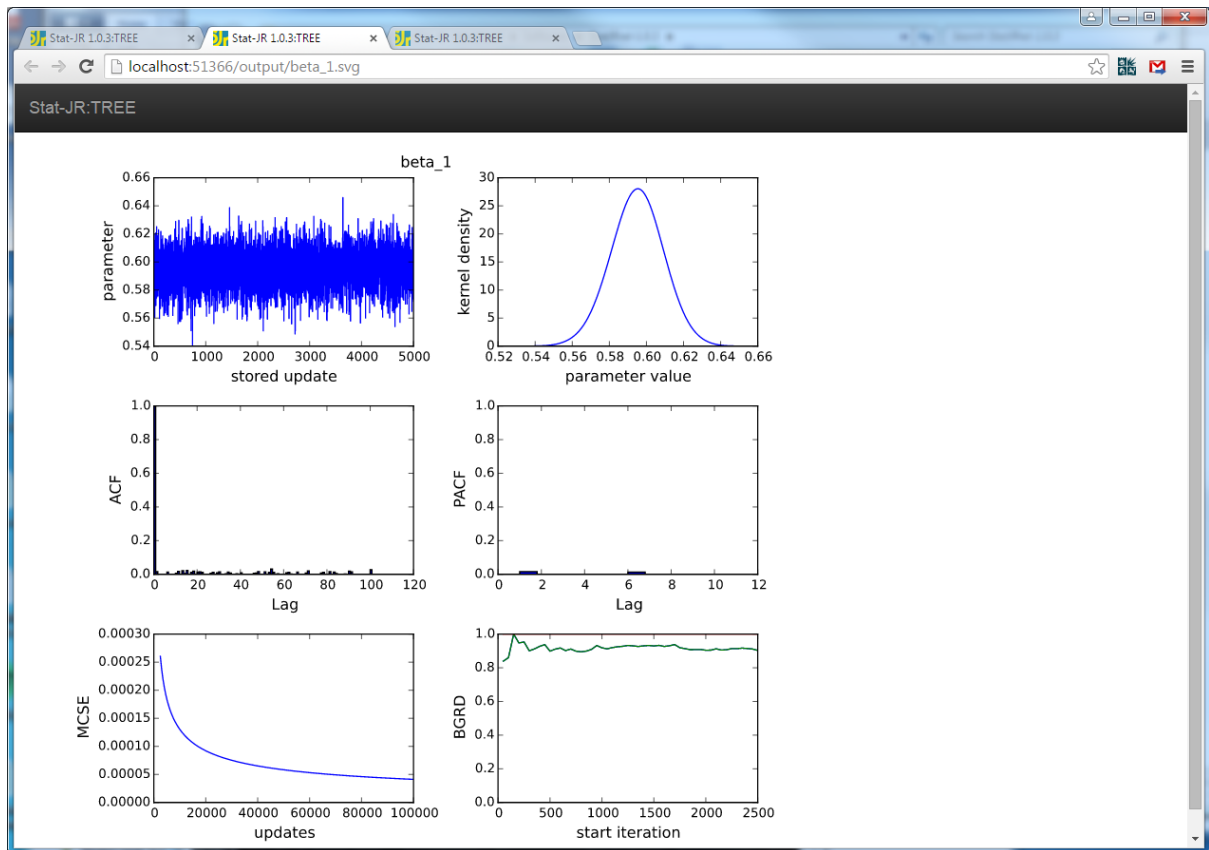 Stat-JR 1.0.3:TREE Stat-JR 1.0.3:TREE Stat-JR 1.0.3:TREE
localhost:51366/output/beta_1.svg
Stat-JR:TREE
beta_1
0.66
0.64
0.62
0.60
0.58
0.56
0.54
parameter
0 1000 2000 3000 4000 5000
stored update
30
25
20
15
10
5
0
kernel density
0.52 0.54 0.56 0.58 0.60 0.62 0.64 0.66
parameter value
1.0
0.8
0.6
0.4
0.2
0.0
ACF
0 20 40 60 80 100 120
Lag
1.0
0.8
0.6
0.4
0.2
0.0
PACF
0 2 4 6 8 10 12
Lag
0.00030
0.00025
0.00020
0.00015
0.00010
0.00005
0.00000
MCSE
0 20000 40000 60000 80000 100000
updates
1.0
0.8
0.6
0.4
0.2
0.0
BGRD
0 500 1000 1500 2000 2500
start iteration